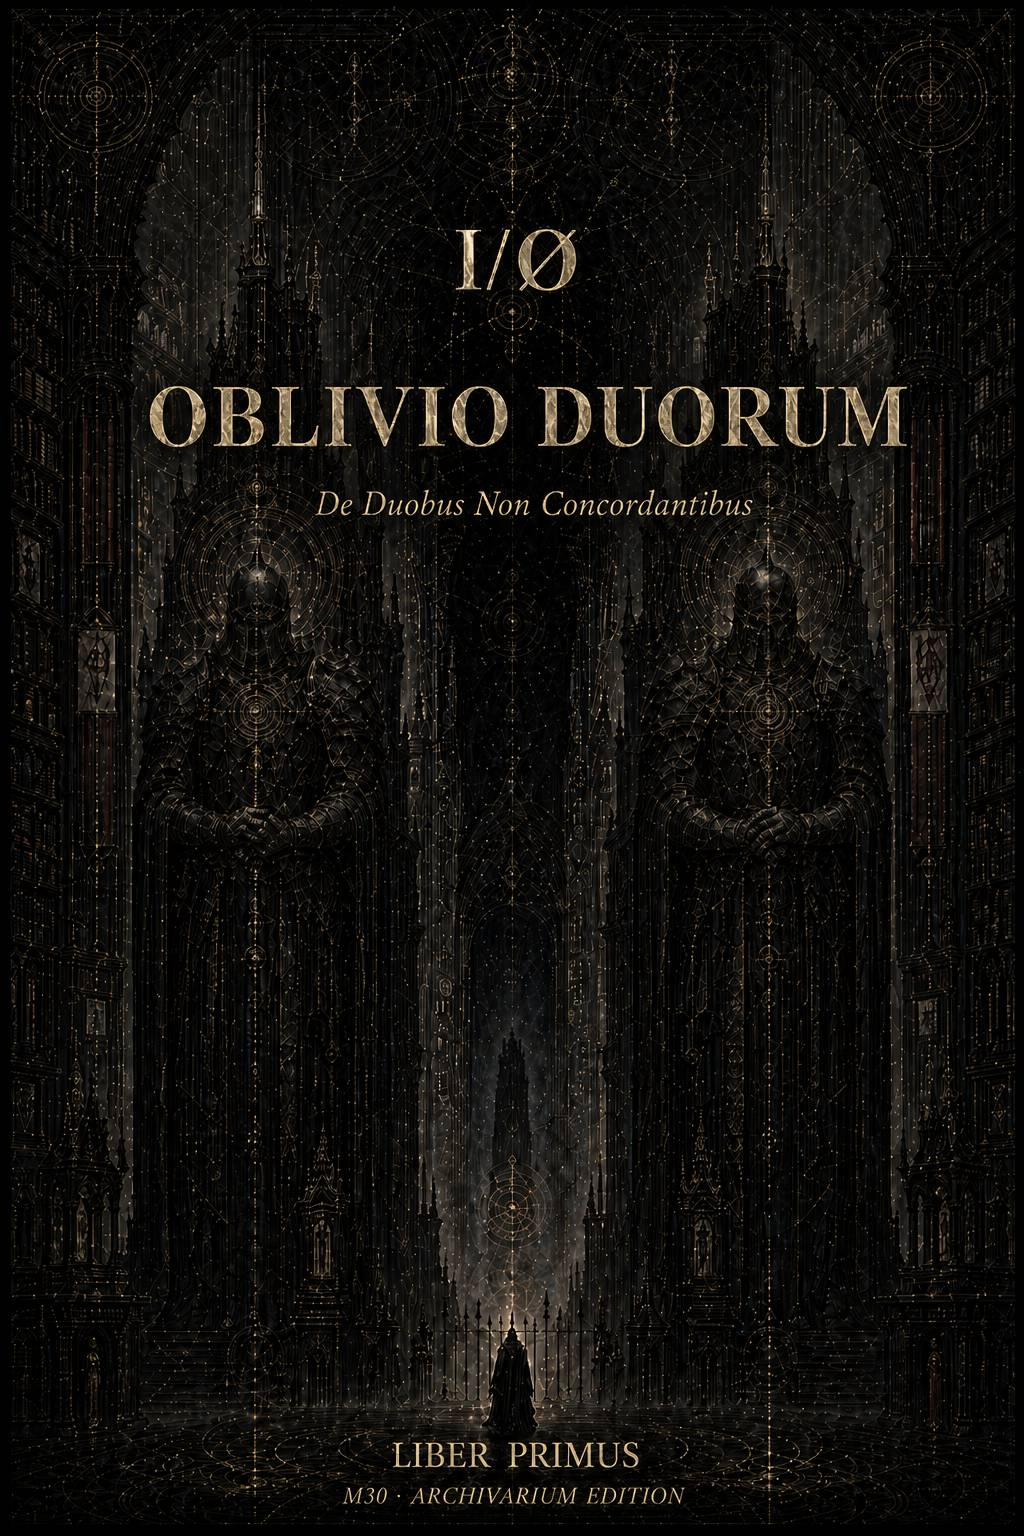 I/Ø
OBLIVIO DUORUM
De Duobus Non Concordantibus
LIBER PRIMUS
M30 · ARCHIVARIUM EDITION